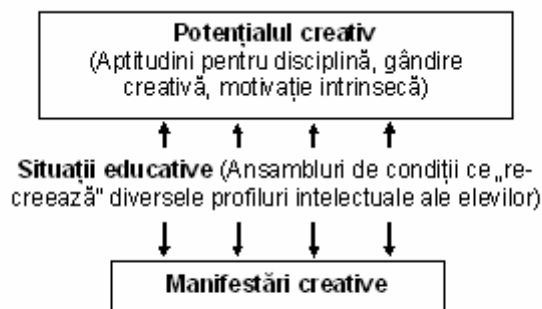 Potențialul creativ
(Aptitudini pentru disciplină, gândire
creativă, motivație intrinsecă)
Situații educative (Ansambluri de condiții ce „re-
creează" diversele profiluri intelectuale ale elevilor)
Manifestări creative